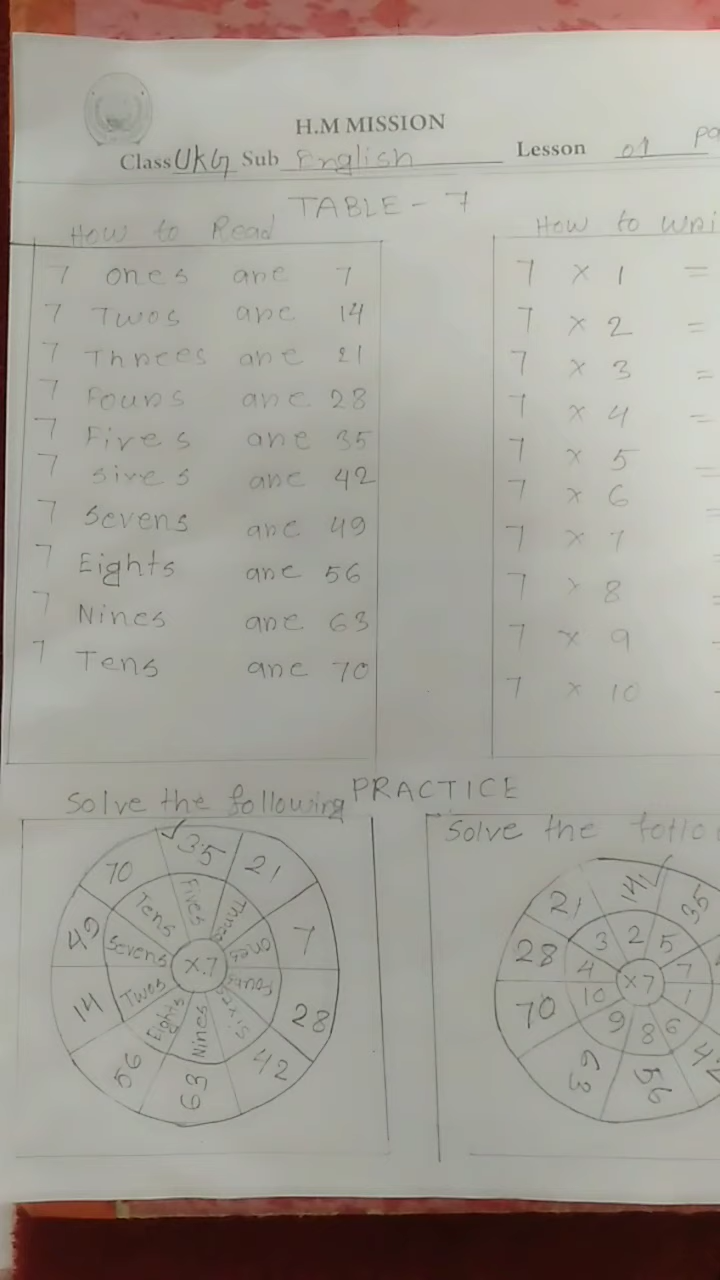 H.M MISSION
Class UKG Sub English Lesson 01
TABLE - 7
How to Read
7 ones are 7
7 Twos are 14
7 Threes are 21
7 Fours are 28
7 Fives are 35
7 sixes 42
7 Sevens are 49
7 Eights are 56
7 Nines are 63
7 Tens are 70
How to
7 x 1 =
7 x 2 =
7 x 3 =
7 x 4 =
7 x 5 =
7 x 6 =
7 x 7
7 x 8 =
7 x 9
7 x 10
PRACTICE
Solve the following
35
21
7
28
42
63
56
14
49
70
Fives
Threes
Ones
Fours
Sixes
Nines
Eights
Twos
Sevens
Tens
x7
Solve the
21
14
35
28
70
63
56
42
3
2
5
7
1
6
8
9
10
4
x7